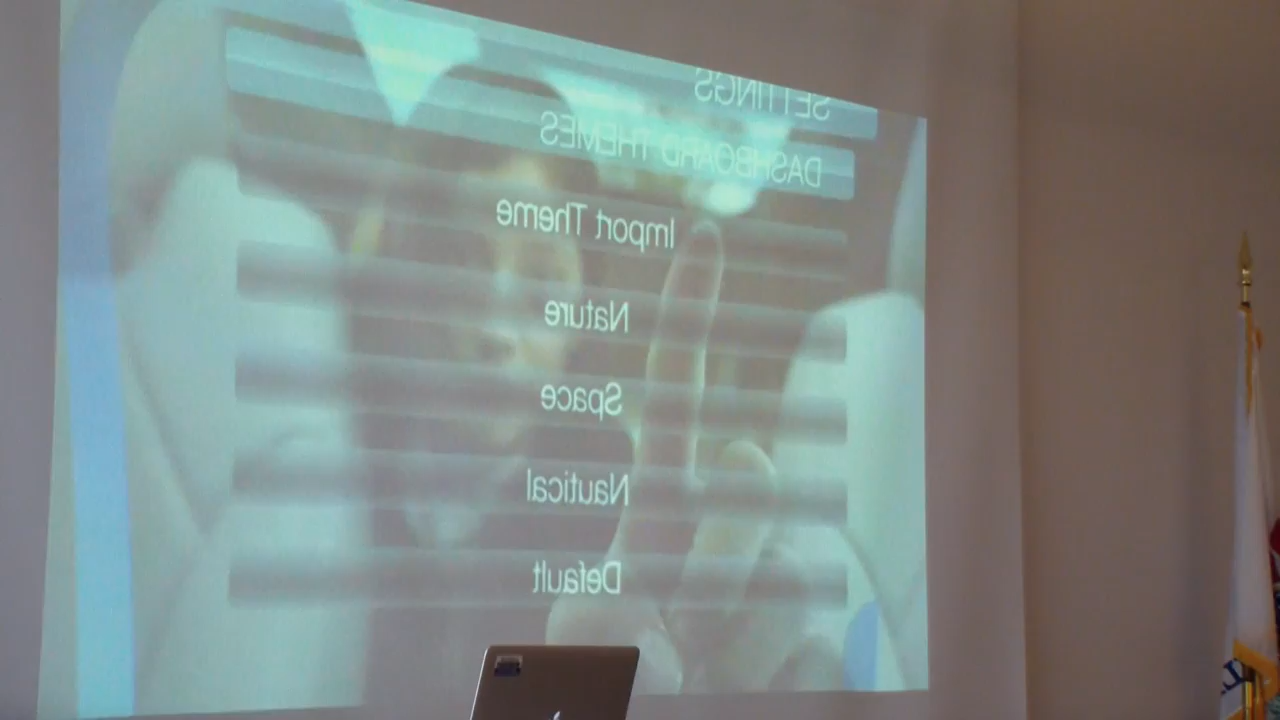 SETTINGS
DASHBOARD THEMES
Import Theme
Nature
Space
Nautical
Default